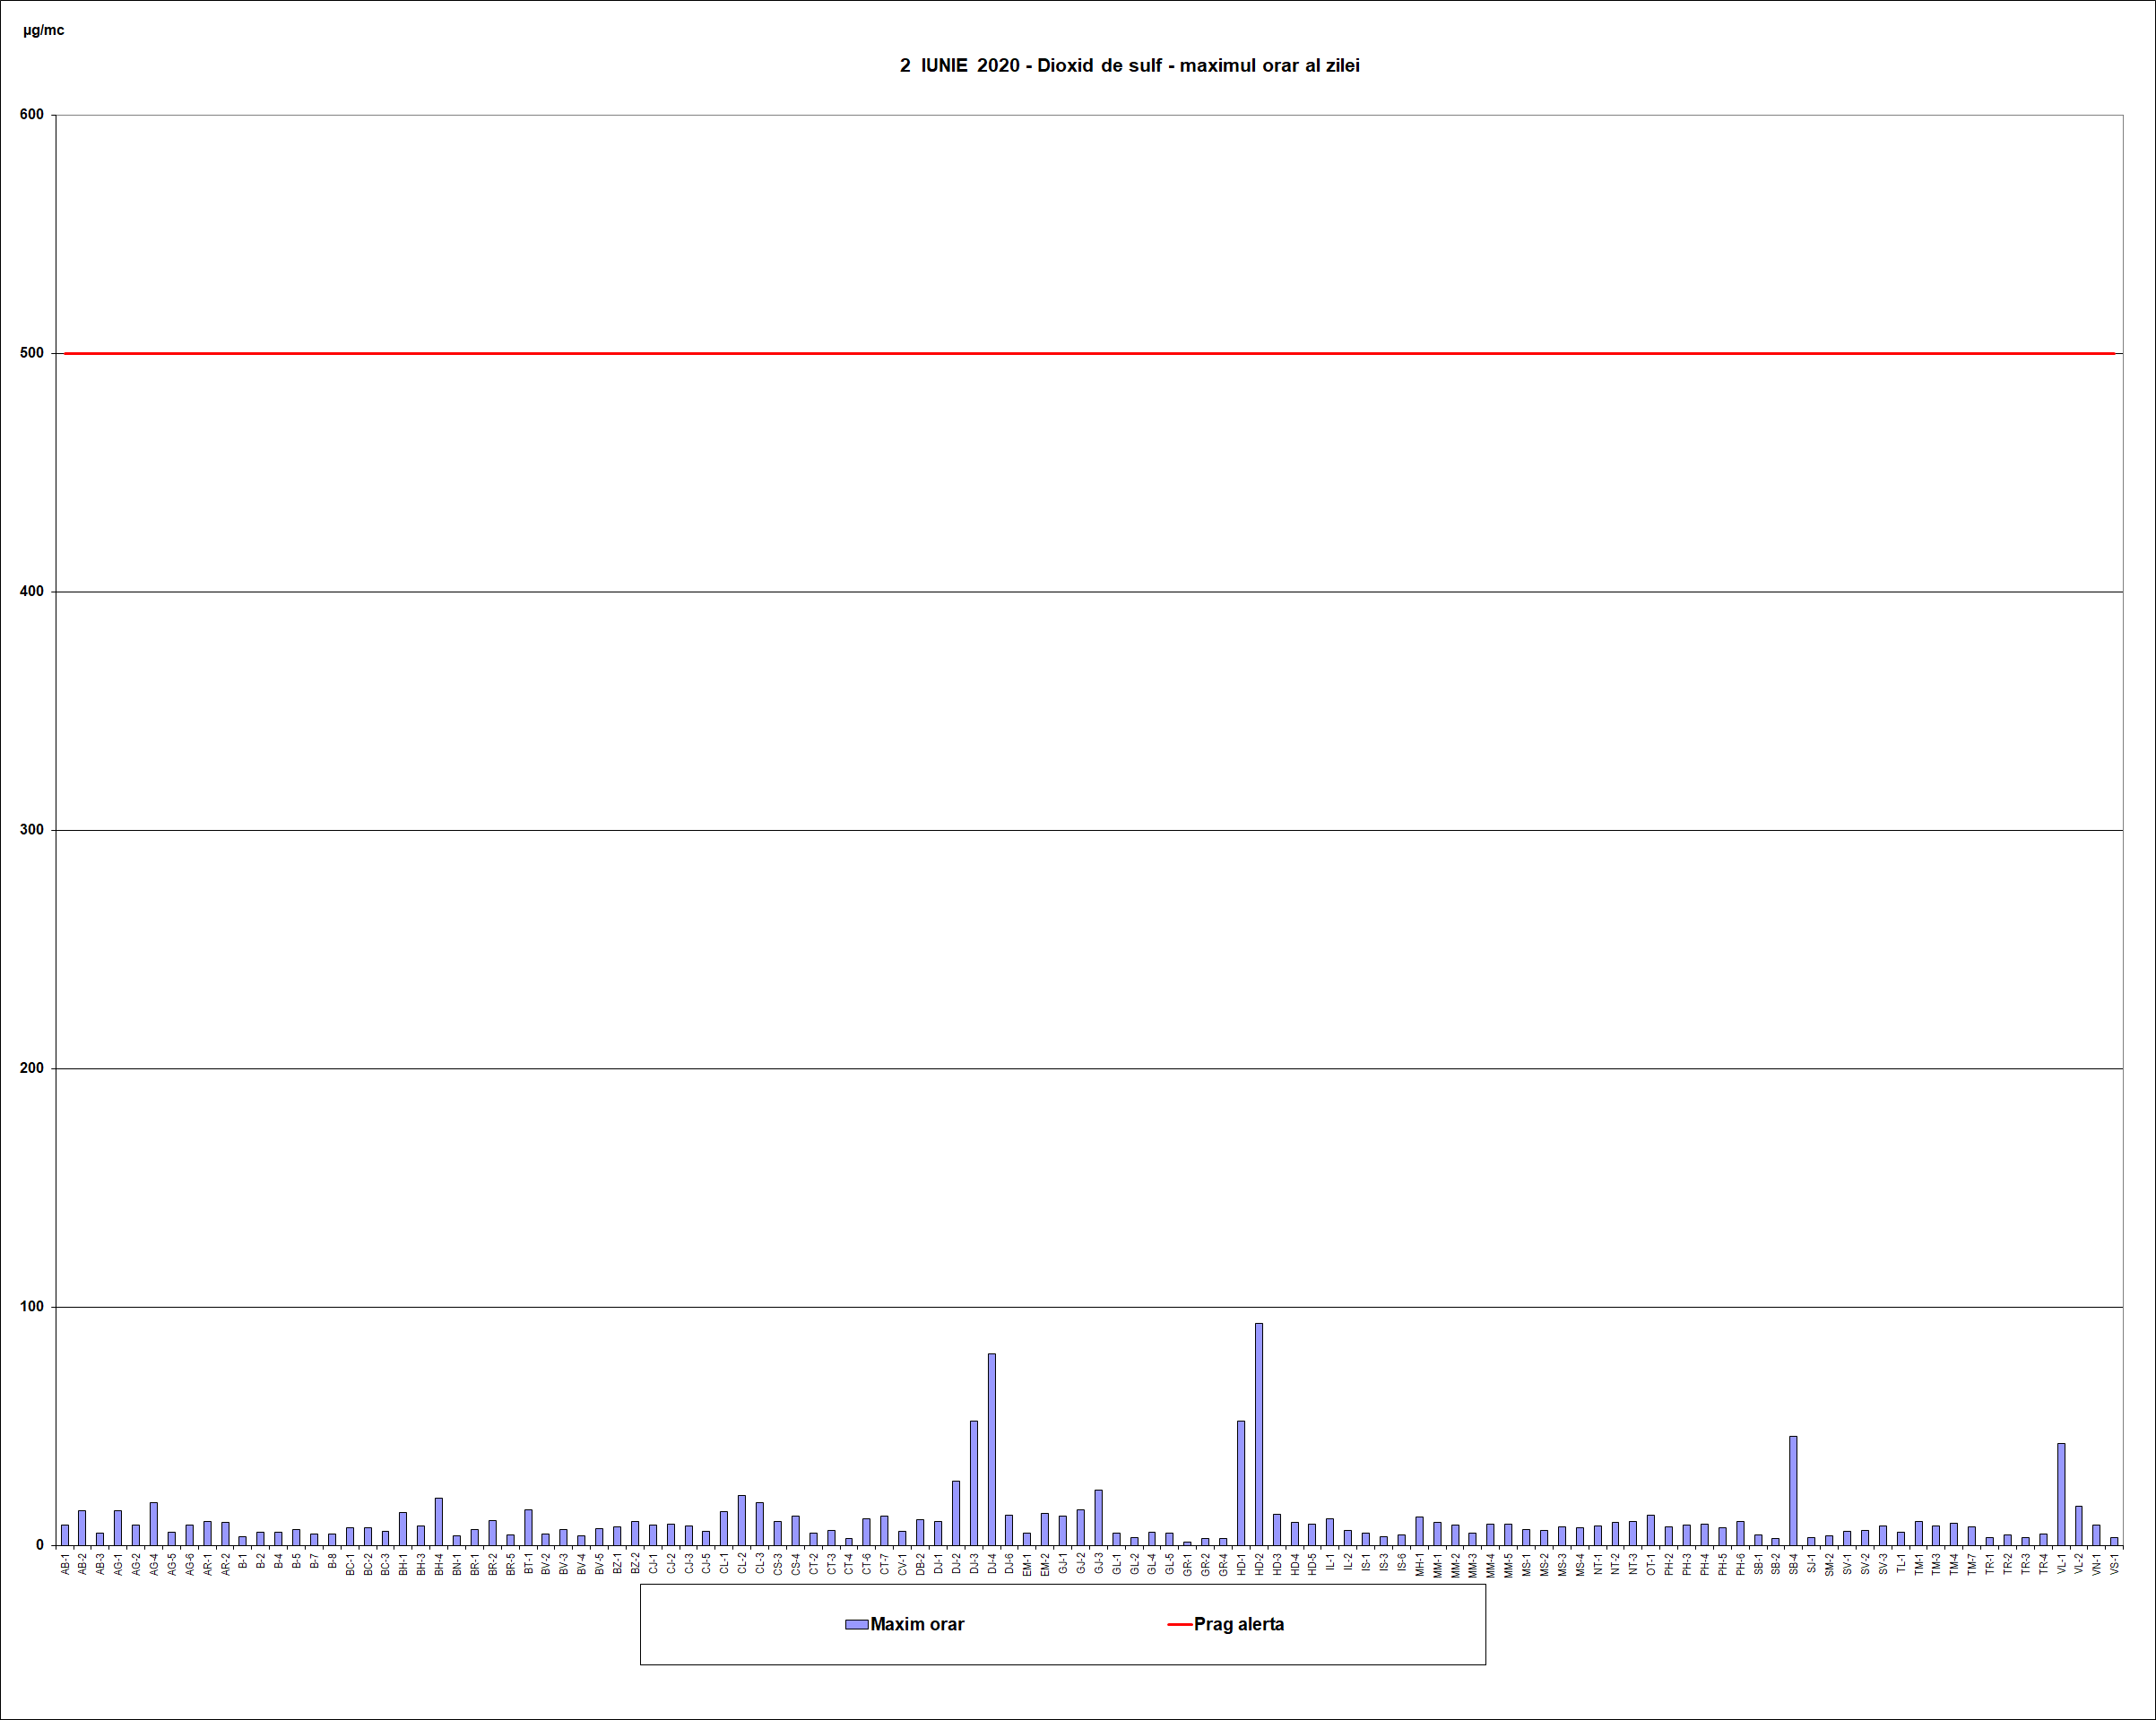 µg/mc
2 IUNIE 2020 - Dioxid de sulf - maximul orar al zilei
600
500
400
300
200
100
0
AB-1 AB-2 AB-3 AG-1 AG-2 AG-4 AG-5 AG-6 AR-1 AR-2 B-1 B-2 B-4 B-5 B-7 B-8 BC-1 BC-2 BC-3 BH-1 BH-3 BH-4 BN-1 BR-1 BR-2 BR-5 BT-1 BV-2 BV-3 BV-4 BV-5 BZ-1 BZ-2 CJ-1 CJ-2 CJ-3 CJ-5 CL-1 CL-2 CL-3 CS-3 CS-4 CT-2 CT-3 CT-4 CT-6 CT-7 CV-1 DB-2 DJ-1 DJ-2 DJ-3 DJ-4 DJ-6 EM-1 EM-2 GJ-1 GJ-2 GJ-3 GL-1 GL-2 GL-4 GL-5 GR-1 GR-2 GR-4 HD-1 HD-2 HD-3 HD-4 HD-5 IL-1 IL-2 IS-1 IS-3 IS-6 MH-1 MM-1 MM-2 MM-3 MM-4 MM-5 MS-1 MS-2 MS-3 MS-4 NT-1 NT-2 NT-3 OT-1 PH-2 PH-3 PH-4 PH-5 PH-6 SB-1 SB-2 SB-4 SJ-1 SM-2 SV-1 SV-2 SV-3 TL-1 TM-1 TM-3 TM-4 TM-7 TR-1 TR-2 TR-3 TR-4 VL-1 VL-2 VN-1 VS-1
Maxim orar Prag alerta